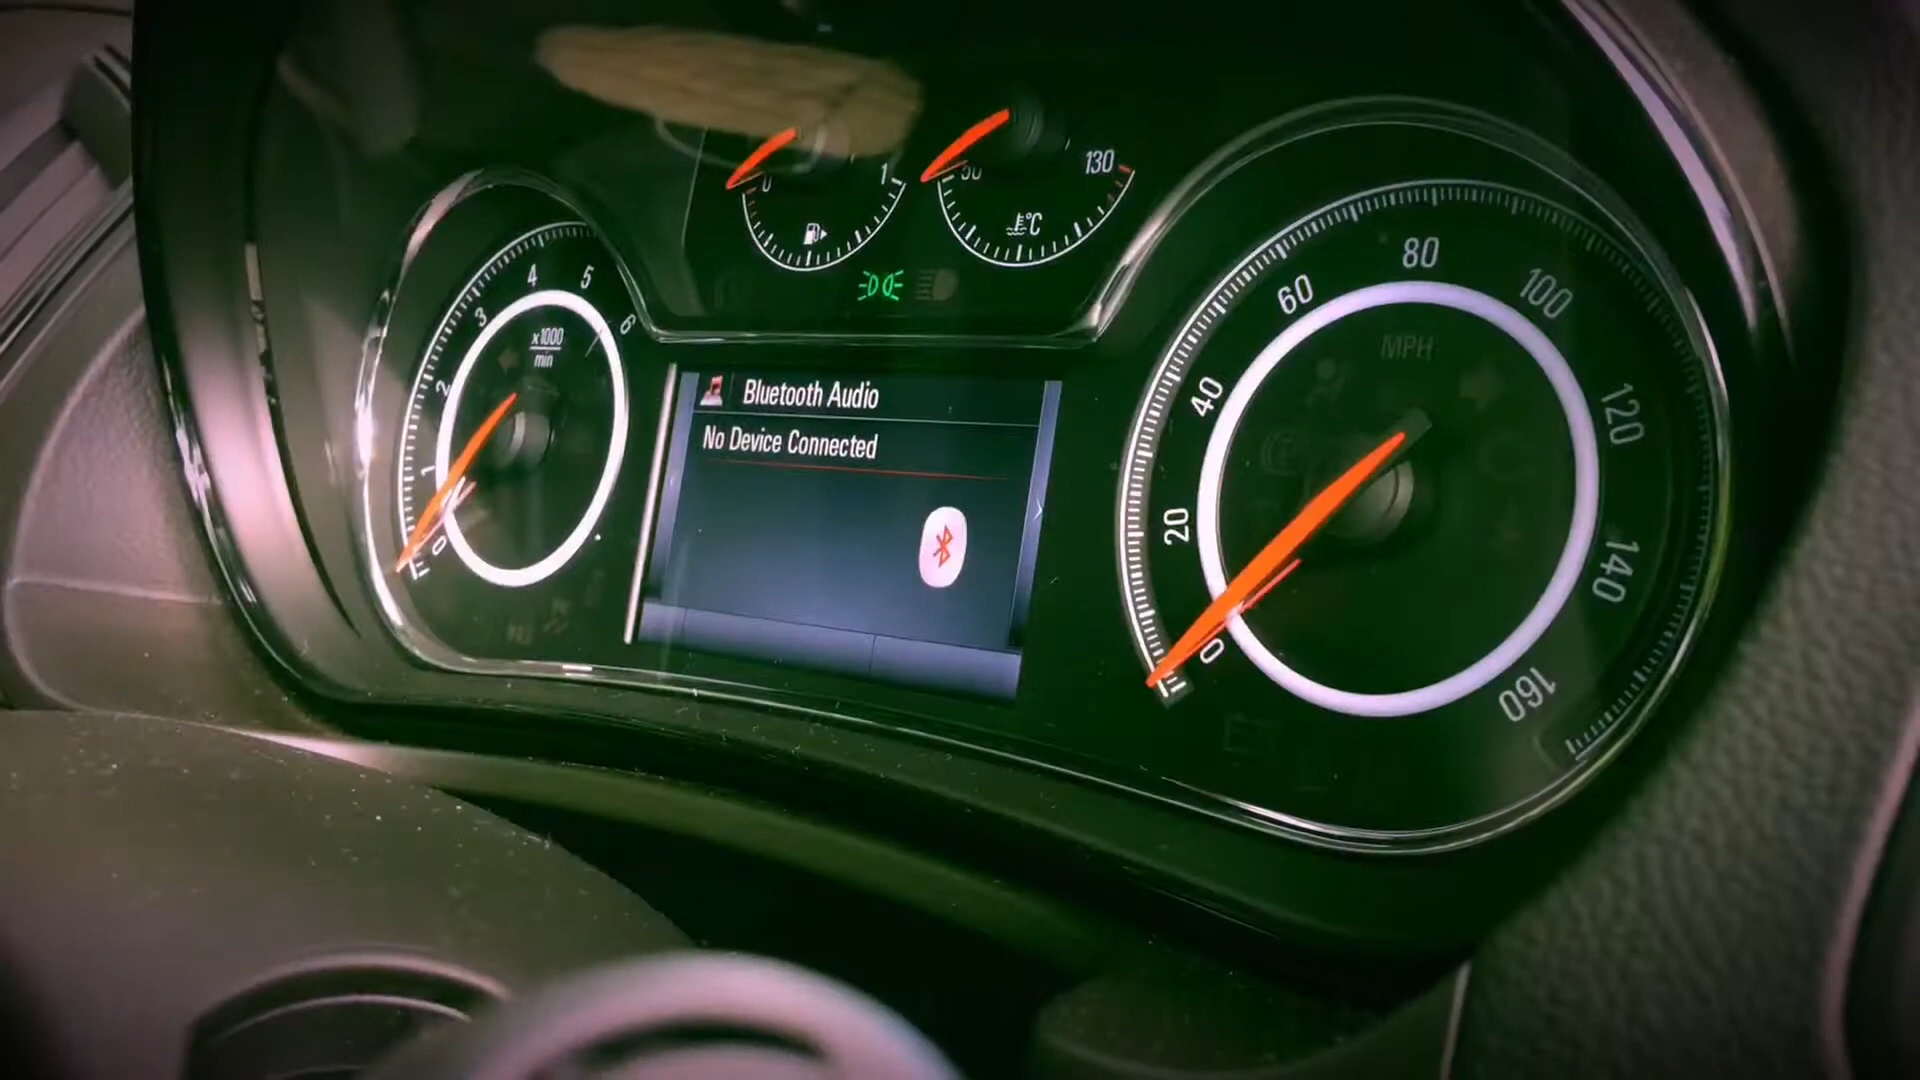 0 1
50 130
°C
0 1 2 3 4 5 6
x1000
min
Bluetooth Audio
No Device Connected
0 20 40 60 80 100 120 140 160
MPH